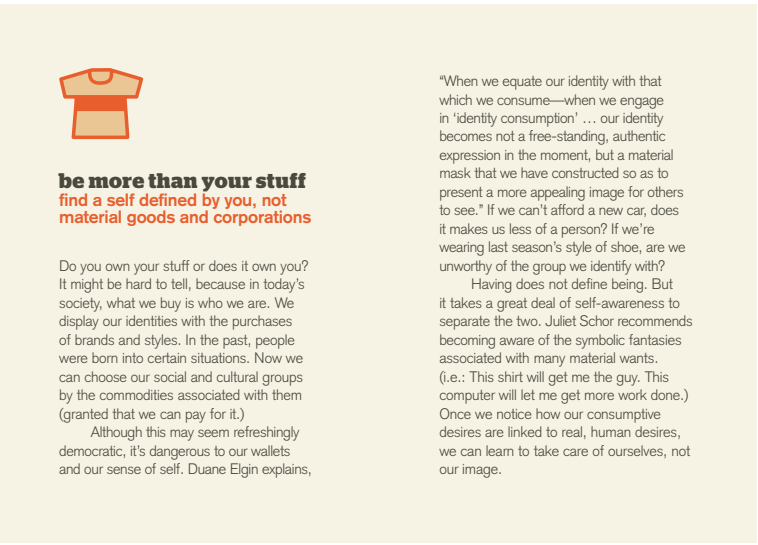 be more than your stuff
find a self defined by you, not
material goods and corporations
Do you own your stuff or does it own you?
It might be hard to tell, because in today’s
society, what we buy is who we are. We
display our identities with the purchases
of brands and styles. In the past, people
were born into certain situations. Now we
can choose our social and cultural groups
by the commodities associated with them
(granted that we can pay for it.)
Although this may seem refreshingly
democratic, it’s dangerous to our wallets
and our sense of self. Duane Elgin explains,
“When we equate our identity with that
which we consume—when we engage
in ‘identity consumption’ … our identity
becomes not a free-standing, authentic
expression in the moment, but a material
mask that we have constructed so as to
present a more appealing image for others
to see.” If we can’t afford a new car, does
it makes us less of a person? If we’re
wearing last season’s style of shoe, are we
unworthy of the group we identify with?
Having does not define being. But
it takes a great deal of self-awareness to
separate the two. Juliet Schor recommends
becoming aware of the symbolic fantasies
associated with many material wants.
(i.e.: This shirt will get me the guy. This
computer will let me get more work done.)
Once we notice how our consumptive
desires are linked to real, human desires,
we can learn to take care of ourselves, not
our image.